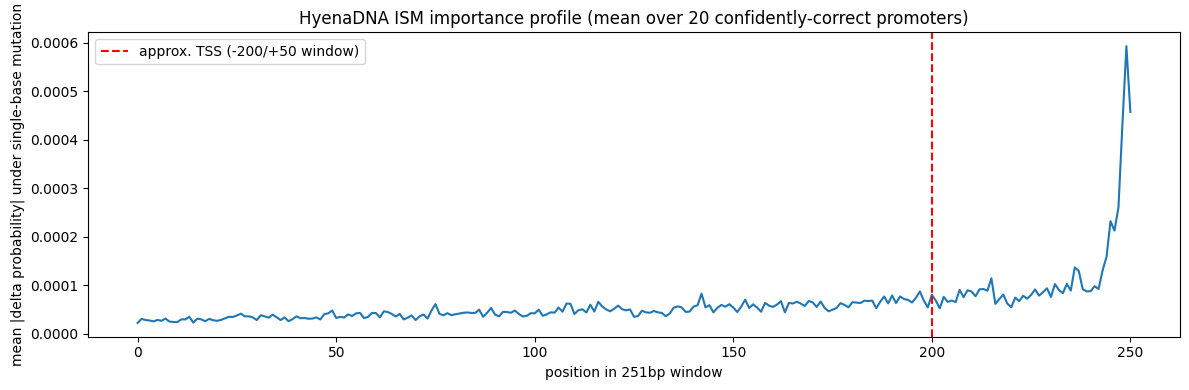 HyenaDNA ISM importance profile (mean over 20 confidently-correct promoters)
mean |delta probability| under single-base mutation
0.0006
0.0005
0.0004
0.0003
0.0002
0.0001
0.0000
approx. TSS (-200/+50 window)
0 50 100 150 200 250
position in 251bp window